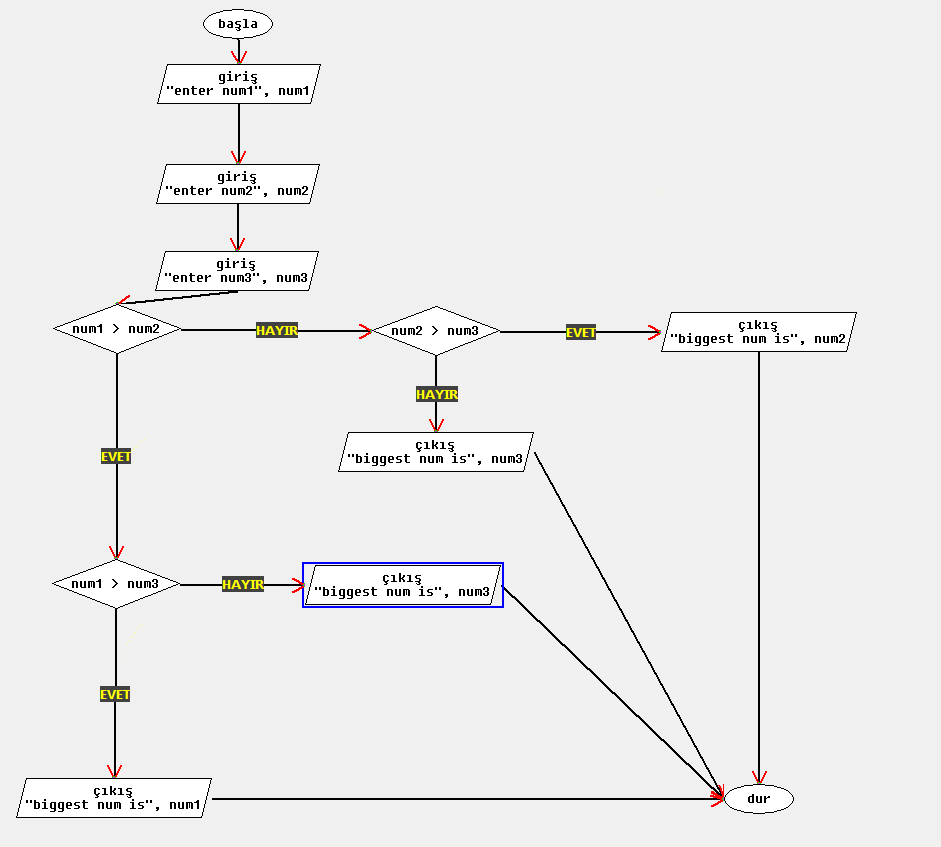 başla
giriş
"enter num1", num1
giriş
"enter num2", num2
giriş
"enter num3", num3
num1 > num2
HAYIR
num2 > num3
EVET
çıkış
"biggest num is", num2
HAYIR
çıkış
"biggest num is", num3
EVET
num1 > num3
HAYIR
çıkış
"biggest num is", num3
EVET
çıkış
"biggest num is", num1
dur